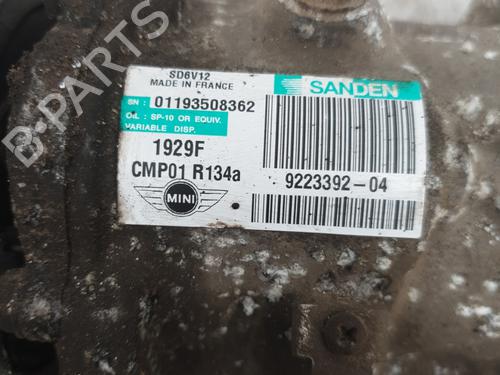 B-PARTS
SD6V12
MADE IN FRANCE
SANDEN
SN : 01193508362
OIL : SP-10 OR EQUIV.
VARIABLE DISP.
1929F
CMP01 R134a
9223392-04
MINI